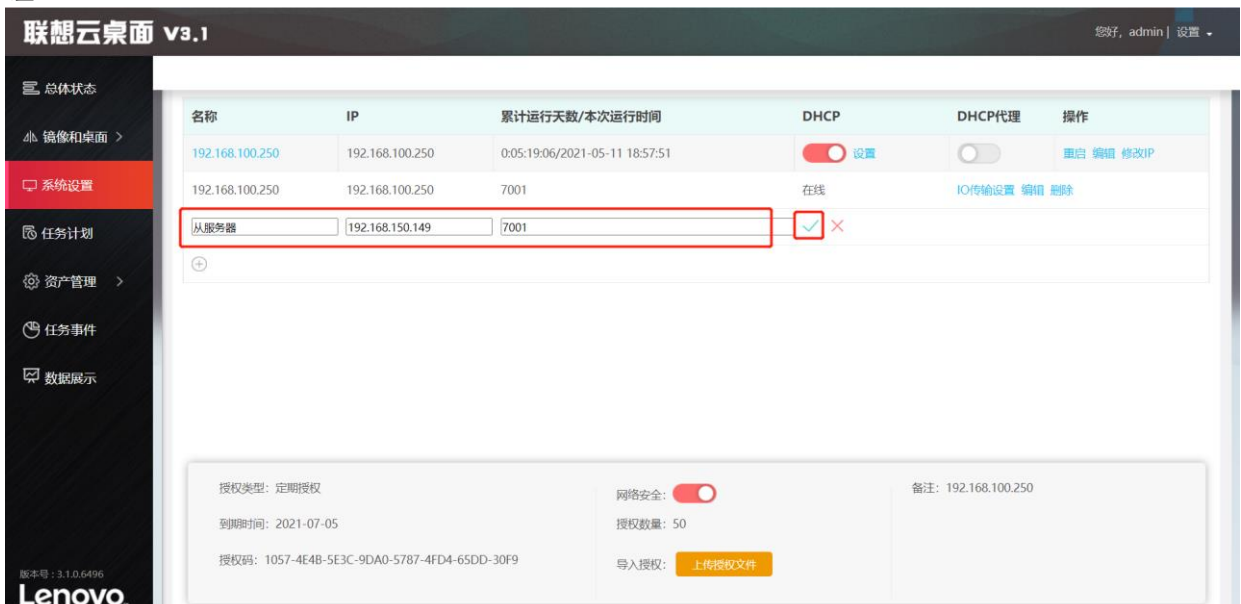 联想云桌面 V3.1
您好, admin | 设置
总体状态
镜像和桌面
系统设置
任务计划
资产管理
任务事件
数据展示
名称 IP 累计运行天数/本次运行时间 DHCP DHCP代理 操作
192.168.100.250 192.168.100.250 0:05:19:06/2021-05-11 18:57:51 设置 重启 编辑 修改IP
192.168.100.250 192.168.100.250 7001 在线 IO传输设置 编辑 删除
从服务器 192.168.150.149 7001
授权类型: 定期授权
到期时间: 2021-07-05
授权码: 1057-4E4B-5E3C-9DA0-5787-4FD4-65DD-30F9
网络安全:
授权数量: 50
导入授权: 上传授权文件
备注: 192.168.100.250
版本号 : 3.1.0.6496
Lenovo